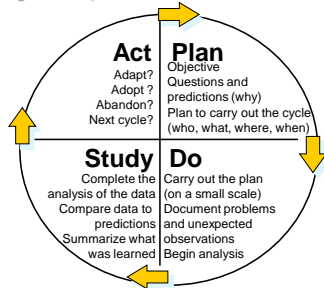 Act
Adapt?
Adopt ?
Abandon?
Next cycle?
Plan
Objective
Questions and
predictions (why)
Plan to carry out the cycle
(who, what, where, when)
Study
Complete the
analysis of the data
Compare data to
predictions
Summarize what
was learned
Do
Carry out the plan
(on a small scale)
Document problems
and unexpected
observations
Begin analysis